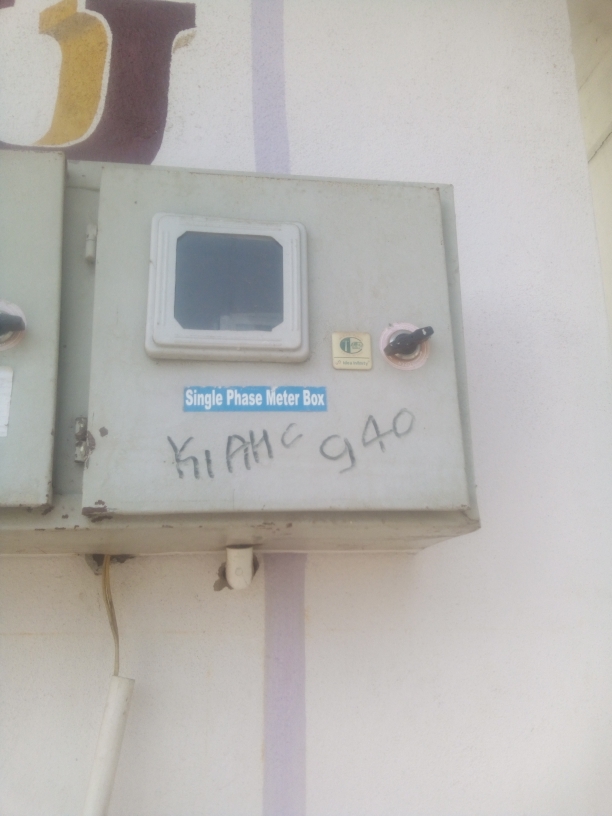 Single Phase Meter Box
KIAHC 940